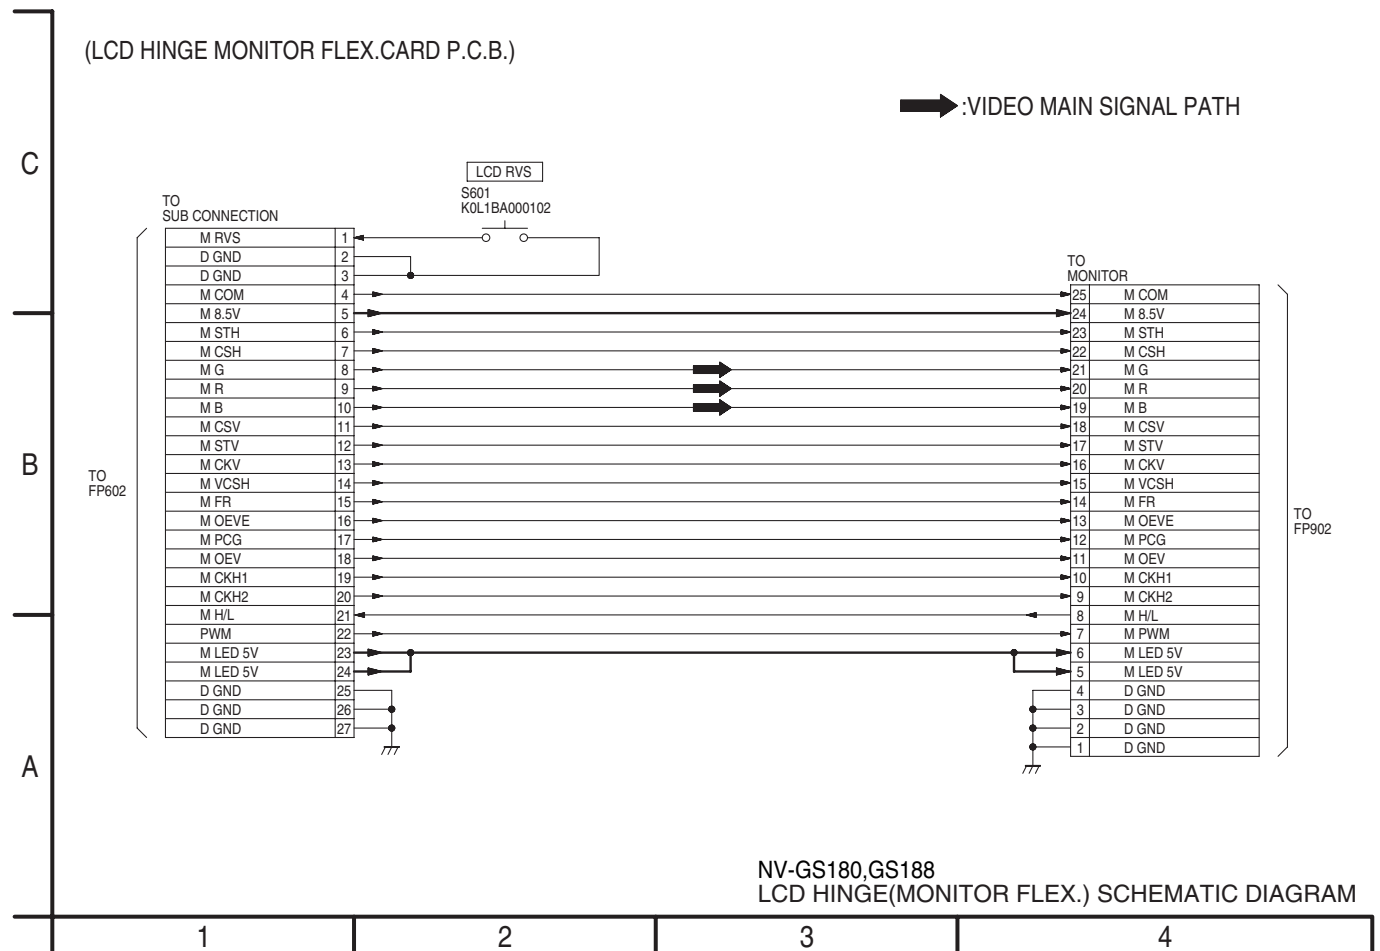 (LCD HINGE MONITOR FLEX.CARD P.C.B.)
:VIDEO MAIN SIGNAL PATH
C
LCD RVS
S601
K0L1BA000102
TO
SUB CONNECTION
M RVS 1
D GND 2
D GND 3
M COM 4
M 8.5V 5
M STH 6
M CSH 7
M G 8
M R 9
M B 10
M CSV 11
M STV 12
M CKV 13
M VCSH 14
M FR 15
M OEVE 16
M PCG 17
M OEV 18
M CKH1 19
M CKH2 20
M H/L 21
PWM 22
M LED 5V 23
M LED 5V 24
D GND 25
D GND 26
D GND 27
TO
FP602
B
TO
MONITOR
25 M COM
24 M 8.5V
23 M STH
22 M CSH
21 M G
20 M R
19 M B
18 M CSV
17 M STV
16 M CKV
15 M VCSH
14 M FR
13 M OEVE
12 M PCG
11 M OEV
10 M CKH1
9 M CKH2
8 M H/L
7 M PWM
6 M LED 5V
5 M LED 5V
4 D GND
3 D GND
2 D GND
1 D GND
TO
FP902
A
NV-GS180,GS188
LCD HINGE(MONITOR FLEX.) SCHEMATIC DIAGRAM
1 2 3 4